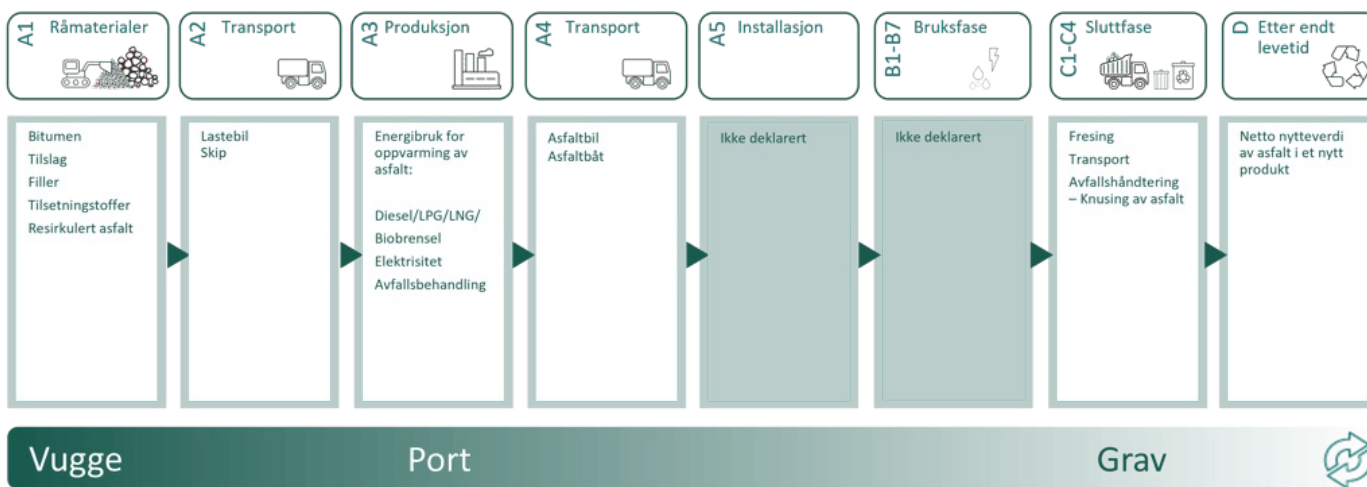 A1 Råmaterialer
A2 Transport
A3 Produksjon
A4 Transport
A5 Installasjon
B1-B7 Bruksfase
C1-C4 Sluttfase
D Etter endt
levetid
Bitumen
Tilslag
Filler
Tilsetningstoffer
Resirkulert asfalt
Lastebil
Skip
Energibruk for
oppvarming av
asfalt:
Diesel/LPG/LNG/
Biobrensel
Elektrisitet
Avfallsbehandling
Asfaltbil
Asfaltbåt
Ikke deklarert
Ikke deklarert
Fresing
Transport
Avfallshåndtering
– Knusing av asfalt
Netto nytteverdi
av asfalt i et nytt
produkt
Vugge
Port
Grav